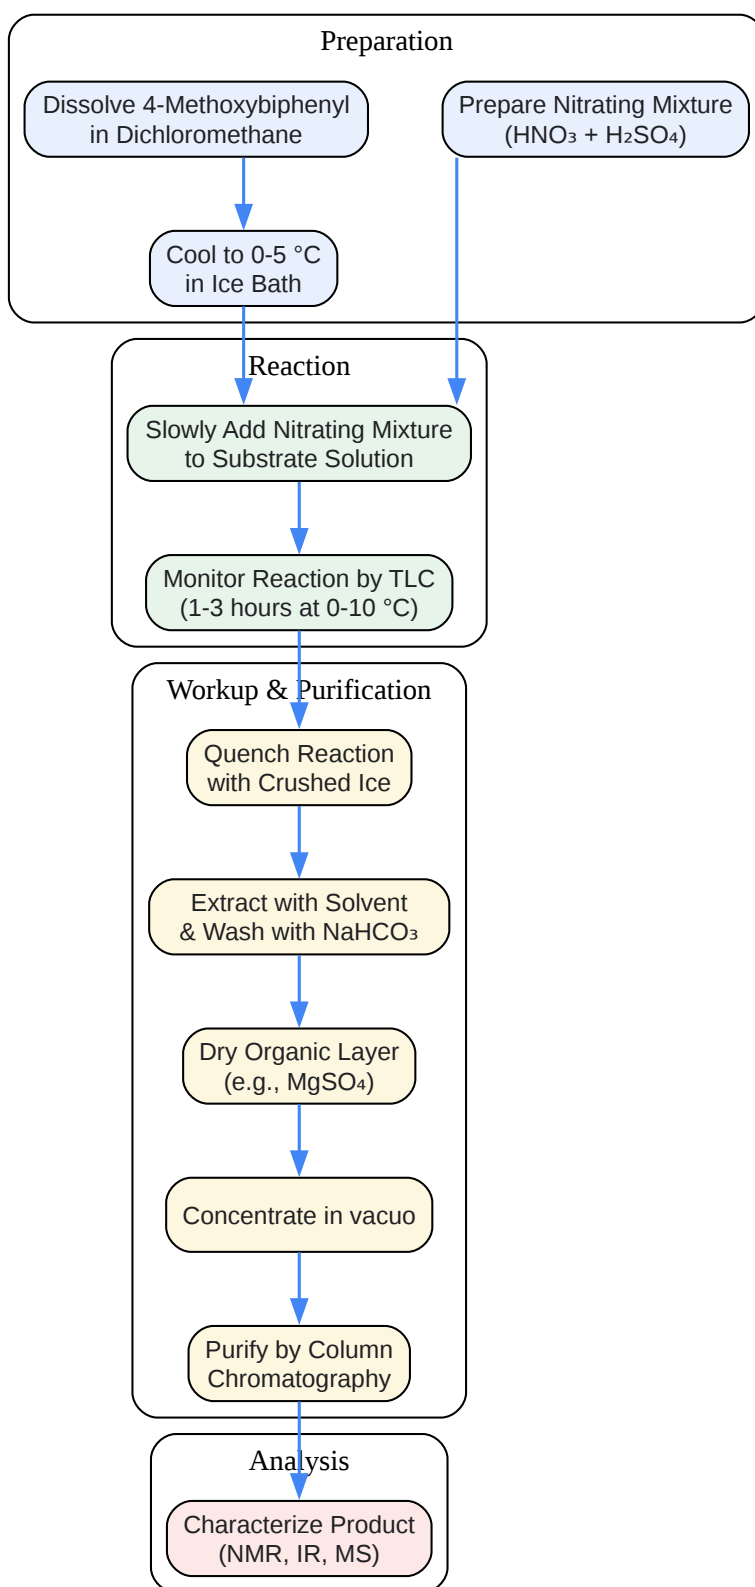 Preparation
Dissolve 4-Methoxybiphenyl
in Dichloromethane
Prepare Nitrating Mixture
(HNO₃ + H₂SO₄)
Cool to 0-5 °C
in Ice Bath
Reaction
Slowly Add Nitrating Mixture
to Substrate Solution
Monitor Reaction by TLC
(1-3 hours at 0-10 °C)
Workup & Purification
Quench Reaction
with Crushed Ice
Extract with Solvent
& Wash with NaHCO₃
Dry Organic Layer
(e.g., MgSO₄)
Concentrate in vacuo
Purify by Column
Chromatography
Analysis
Characterize Product
(NMR, IR, MS)